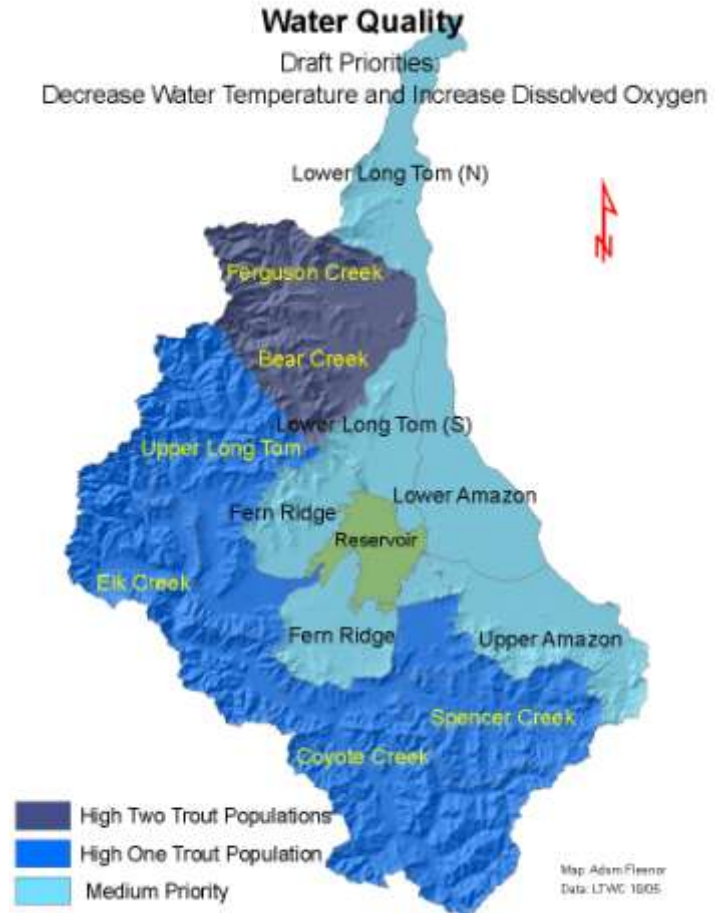 Water Quality
Draft Priorities:
Decrease Water Temperature and Increase Dissolved Oxygen
Lower Long Tom (N)
N
Ferguson Creek
Bear Creek
Lower Long Tom (S)
Upper Long Tom
Lower Amazon
Fern Ridge
Reservoir
Elk Creek
Fern Ridge
Upper Amazon
Spencer Creek
Coyote Creek
High Two Trout Populations
High One Trout Population
Medium Priority
Map: Adam Fleenor
Data: LTWC